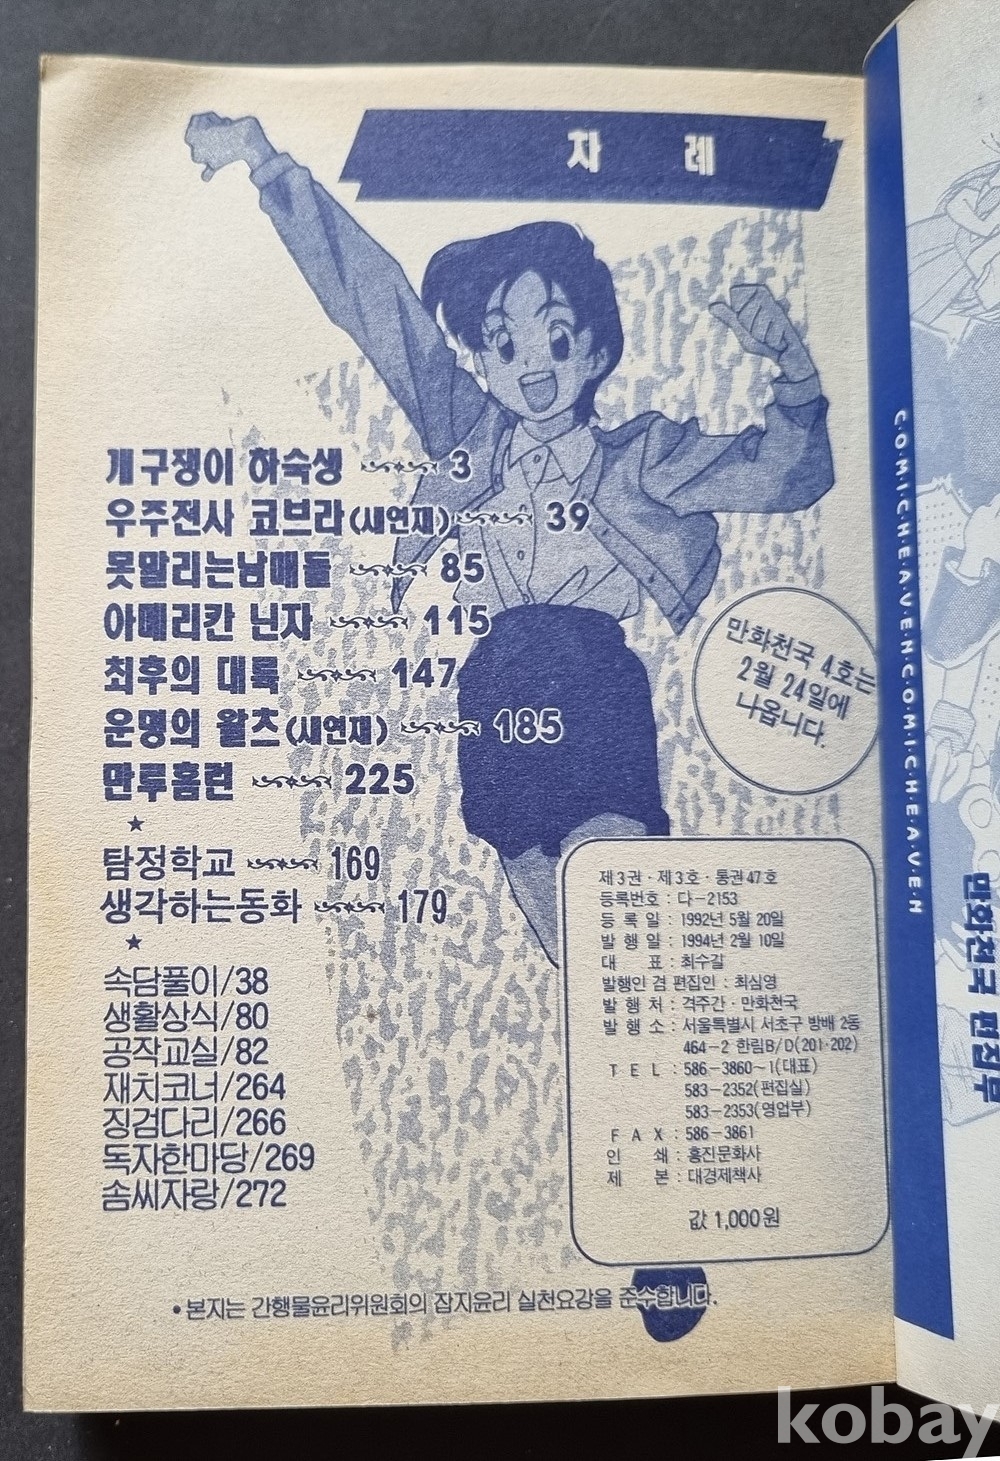 차 례
개구쟁이 하숙생 3
우주전사 코브라(새연재) 39
못말리는남매들 85
아메리칸 닌자 115
최후의 대륙 147
운명의 왈츠(새연재) 185
만루홈런 225
★
탐정학교 169
생각하는동화 179
★
속담풀이/38
생활상식/80
공작교실/82
재치코너/264
징검다리/266
독자한마당/269
솜씨자랑/272
만화천국 4호는
2월 24일에
나옵니다.
제3권·제3호·통권47호
등록번호 : 다-2153
등 록 일 : 1992년 5월 20일
발 행 일 : 1994년 2월 10일
대 표 : 최수길
발행인 겸 편집인 : 최심영
발 행 처 : 격주간·만화천국
발 행 소 : 서울특별시 서초구 방배 2동
464-2 한림B/D(201·202)
T E L : 586-3860~1(대표)
583-2352(편집실)
583-2353(영업부)
F A X : 586-3861
인 쇄 : 홍진문화사
제 본 : 대경제책사
값 1,000원
• 본지는 간행물윤리위원회의 잡지윤리 실천요강을 준수합니다.
C·O·M·I·C·H·E·A·V·E·N·C·O·M·I·C·H·E·A·V·E·N
만화천국 편집부
kobay